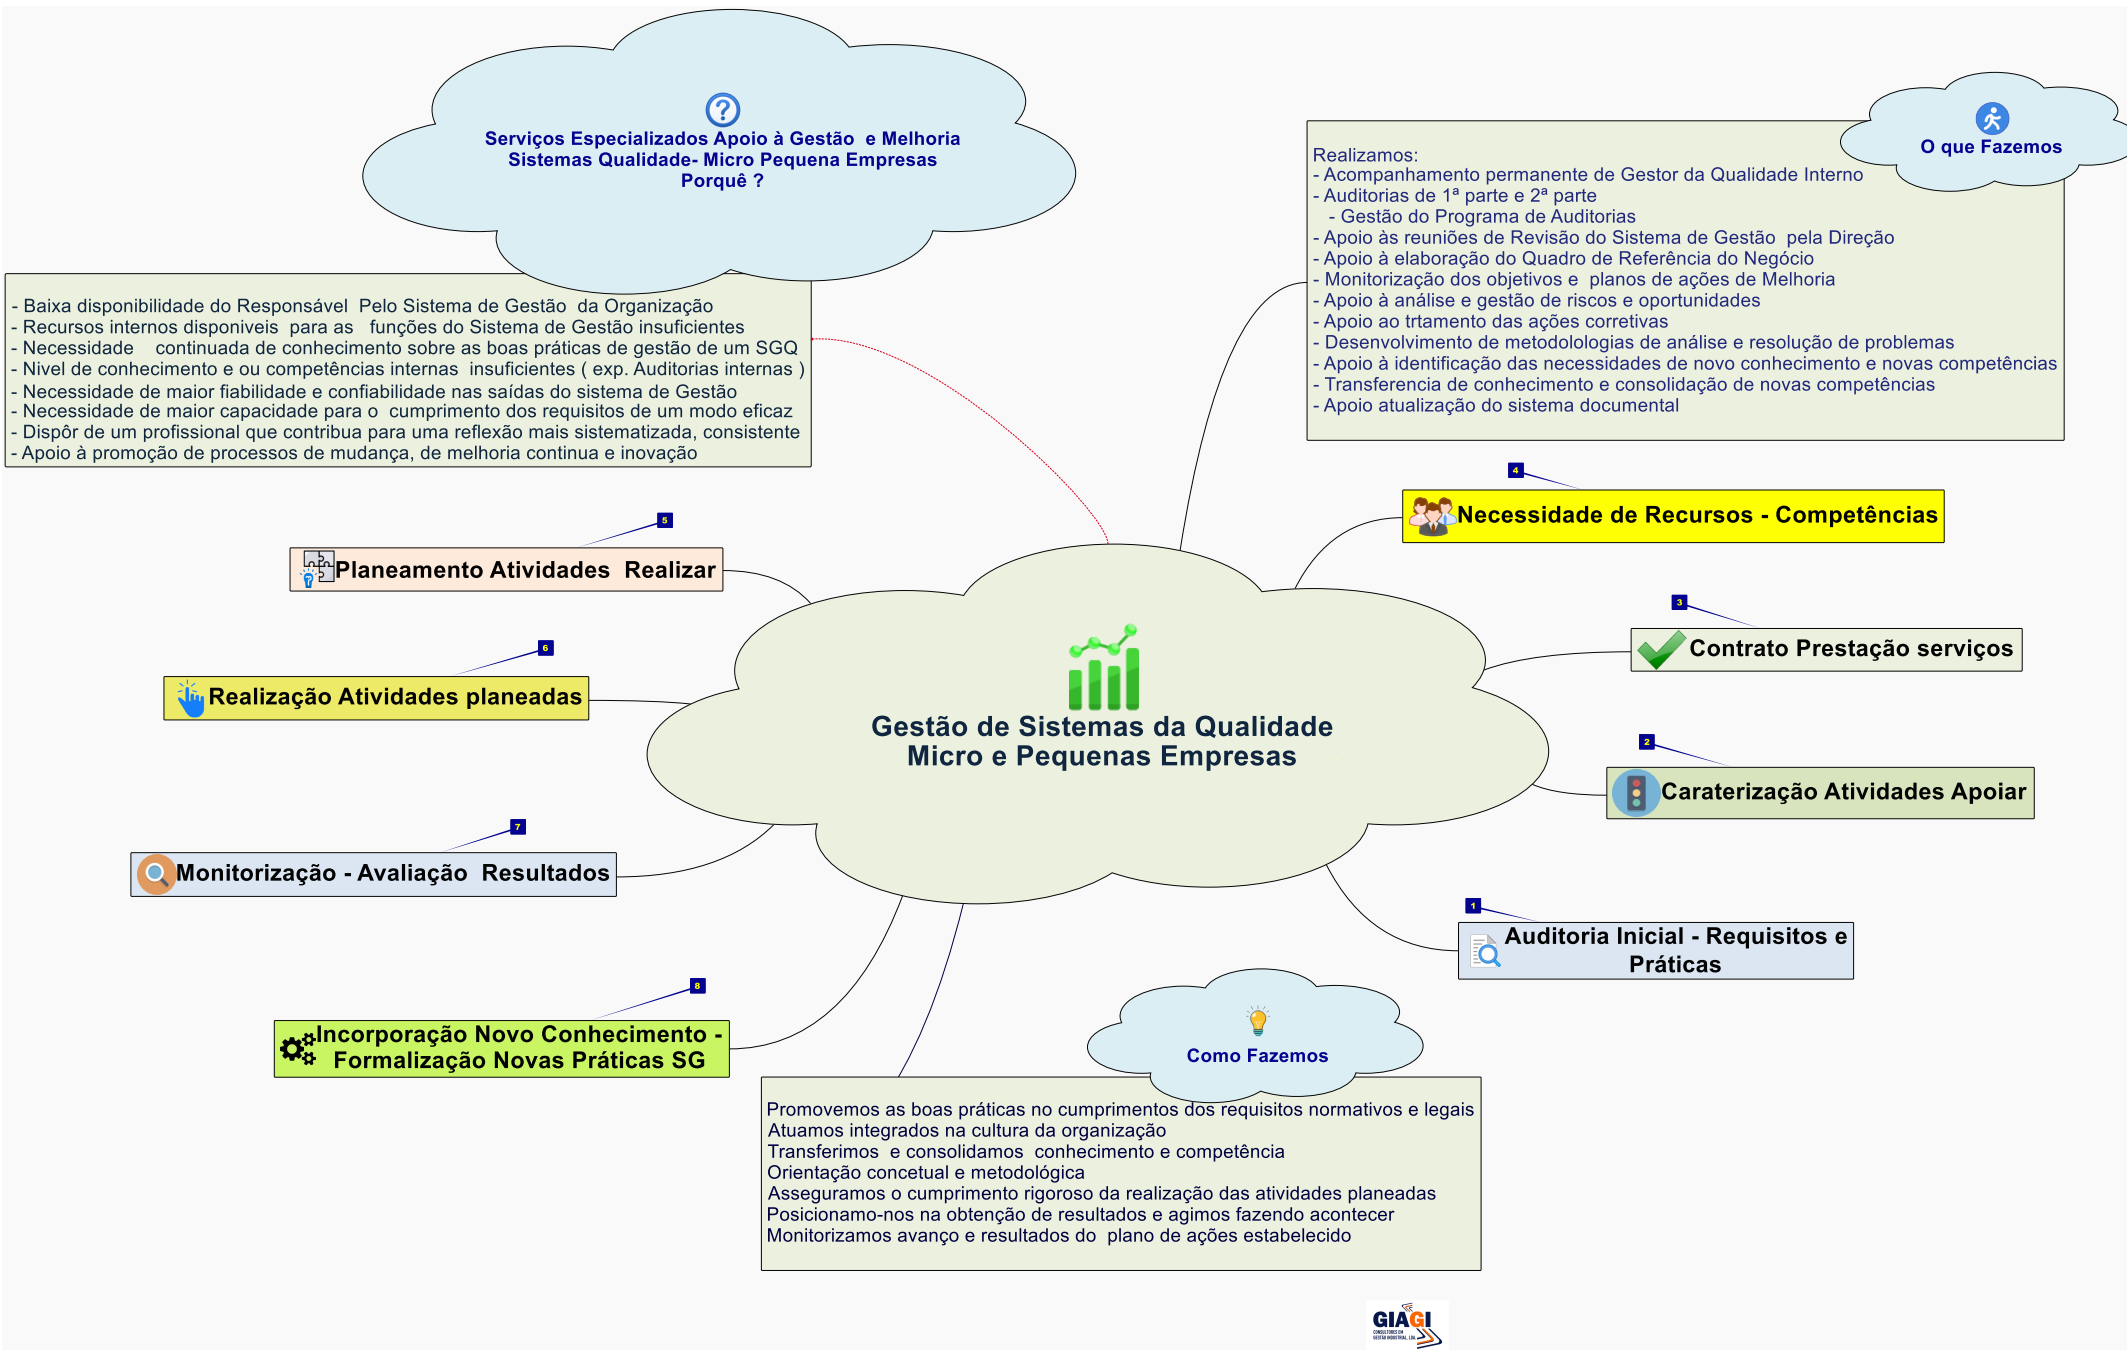 Serviços Especializados Apoio à Gestão  e Melhoria
Sistemas Qualidade- Micro Pequena Empresas
Porquê ?
- Baixa disponibilidade do Responsável  Pelo Sistema de Gestão  da Organização
- Recursos internos disponiveis  para as   funções do Sistema de Gestão insuficientes
- Necessidade    continuada de conhecimento sobre as boas práticas de gestão de um SGQ
- Nivel de conhecimento e ou competências internas  insuficientes ( exp. Auditorias internas )
- Necessidade de maior fiabilidade e confiabilidade nas saídas do sistema de Gestão
- Necessidade de maior capacidade para o  cumprimento dos requisitos de um modo eficaz
- Dispôr de um profissional que contribua para uma reflexão mais sistematizada, consistente
- Apoio à promoção de processos de mudança, de melhoria continua e inovação
O que Fazemos
Realizamos:
- Acompanhamento permanente de Gestor da Qualidade Interno
- Auditorias de 1ª parte e 2ª parte
- Gestão do Programa de Auditorias
- Apoio às reuniões de Revisão do Sistema de Gestão  pela Direção
- Apoio à elaboração do Quadro de Referência do Negócio
- Monitorização dos objetivos e  planos de ações de Melhoria
- Apoio à análise e gestão de riscos e oportunidades
- Apoio ao trtamento das ações corretivas
- Desenvolvimento de metodolologias de análise e resolução de problemas
- Apoio à identificação das necessidades de novo conhecimento e novas competências
- Transferencia de conhecimento e consolidação de novas competências
- Apoio atualização do sistema documental
4
Necessidade de Recursos - Competências
5
Planeamento Atividades  Realizar
3
Contrato Prestação serviços
6
Realização Atividades planeadas
Gestão de Sistemas da Qualidade
Micro e Pequenas Empresas
2
Caraterização Atividades Apoiar
7
Monitorização - Avaliação  Resultados
1
Auditoria Inicial - Requisitos e
Práticas
8
Incorporação Novo Conhecimento -
Formalização Novas Práticas SG
Como Fazemos
Promovemos as boas práticas no cumprimentos dos requisitos normativos e legais
Atuamos integrados na cultura da organização
Transferimos  e consolidamos  conhecimento e competência
Orientação concetual e metodológica
Asseguramos o cumprimento rigoroso da realização das atividades planeadas
Posicionamo-nos na obtenção de resultados e agimos fazendo acontecer
Monitorizamos avanço e resultados do  plano de ações estabelecido
GIAGI
CONSULTORES EM
GESTÃO INDUSTRIAL, LDA.